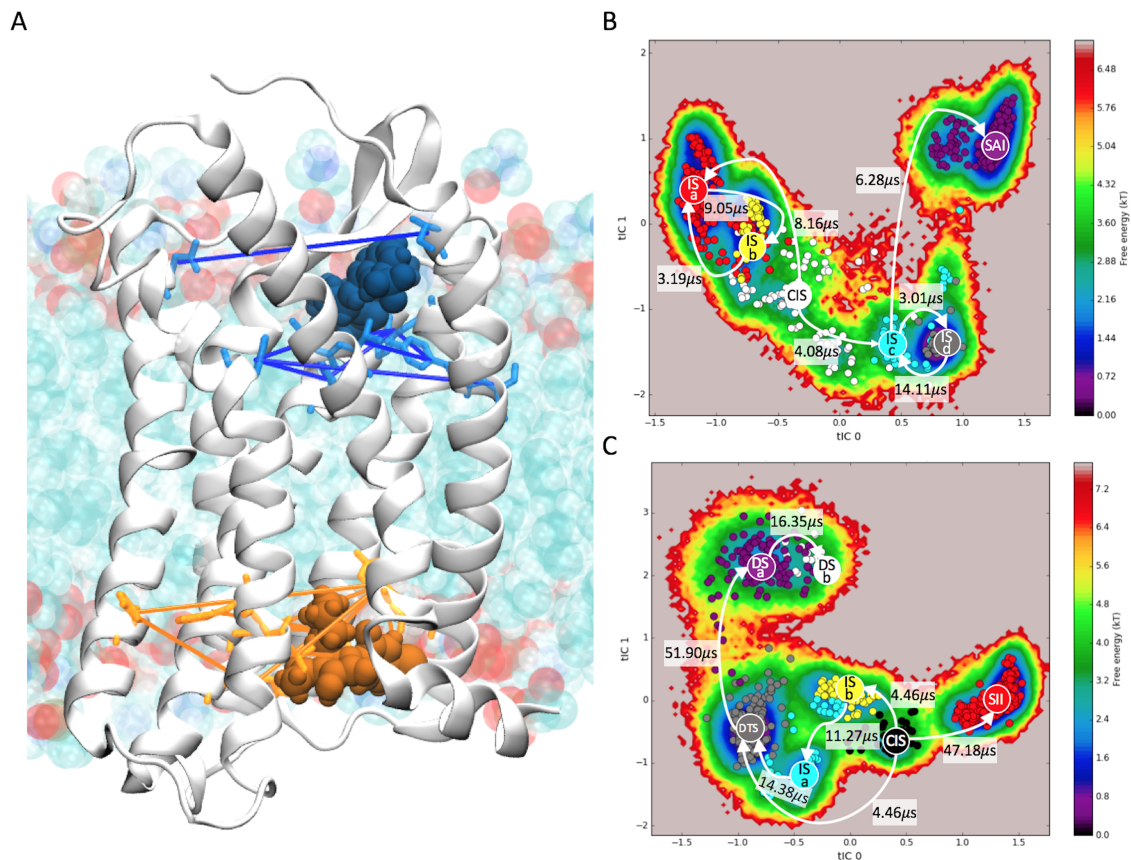 A
B
2
1
0
−1
−2
tIC 1
−1.5
−1.0
−0.5
0.0
0.5
1.0
1.5
tIC 0
IS
a
9.05μs
IS
b
8.16μs
3.19μs
CIS
4.08μs
6.28μs
SAI
3.01μs
IS
c
IS
d
14.11μs
6.48
5.76
5.04
4.32
3.60
2.88
2.16
1.44
0.72
0.00
Free energy (kT)
C
3
2
1
0
−1
−2
tIC 1
−1.5
−1.0
−0.5
0.0
0.5
1.0
1.5
tIC 0
16.35μs
DS
a
DS
b
51.90μs
IS
b
4.46μs
SII
DTS
11.27μs
CIS
47.18μs
IS
a
14.38μs
4.46μs
7.2
6.4
5.6
4.8
4.0
3.2
2.4
1.6
0.8
0.0
Free energy (kT)